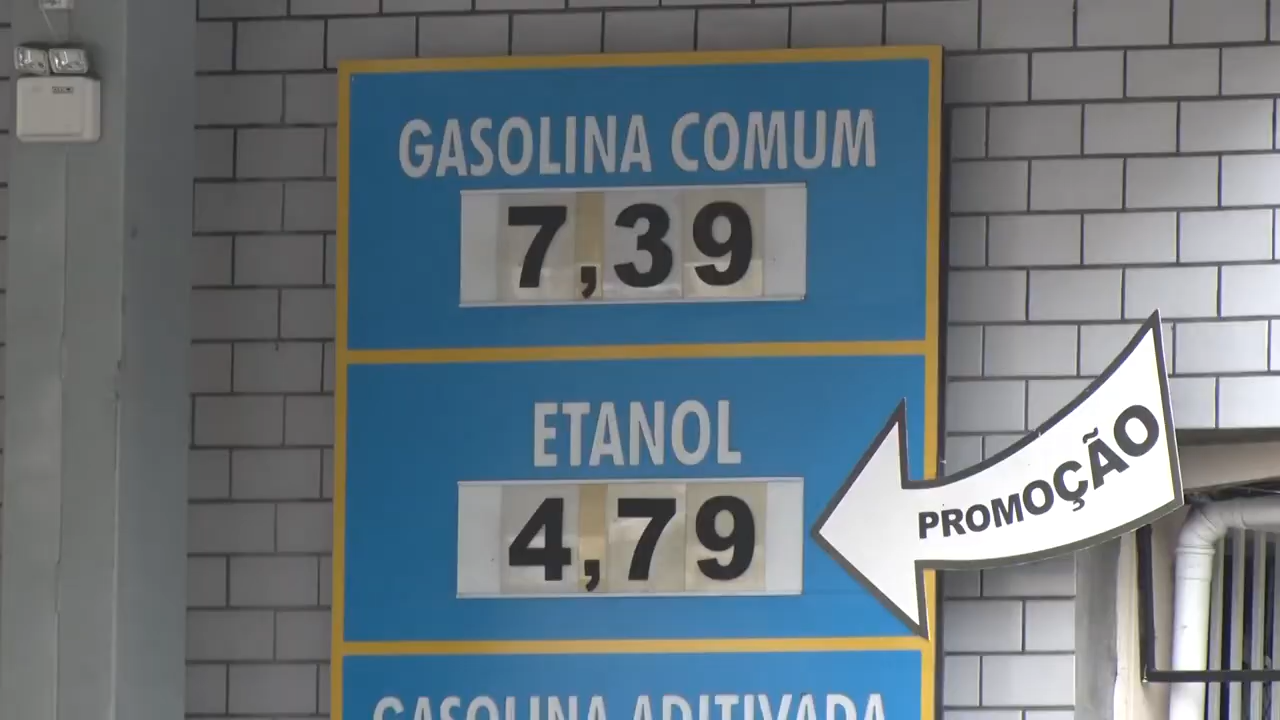 GASOLINA COMUM
7,39
ETANOL
4,79
PROMOÇÃO
GASOLINA ADITIVADA